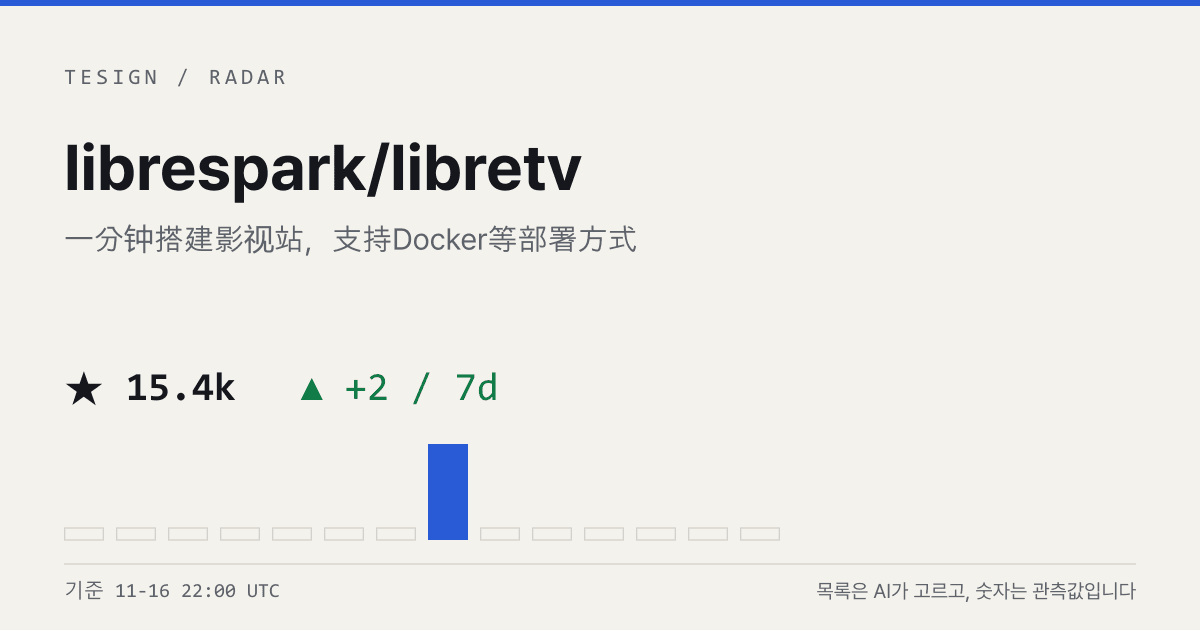 TESIGN / RADAR
librespark/libretv
一分钟搭建影视站，支持Docker等部署方式
★ 15.4k ▲ +2 / 7d
기준 11-16 22:00 UTC
목록은 AI가 고르고, 숫자는 관측값입니다